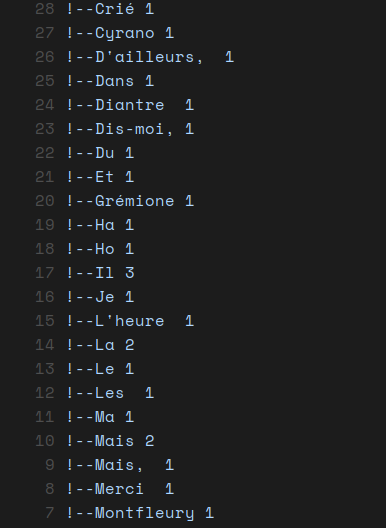 28 !--Crié 1
27 !--Cyrano 1
26 !--D'ailleurs,  1
25 !--Dans 1
24 !--Diantre  1
23 !--Dis-moi, 1
22 !--Du 1
21 !--Et 1
20 !--Grémione 1
19 !--Ha 1
18 !--Ho 1
17 !--Il 3
16 !--Je 1
15 !--L'heure  1
14 !--La 2
13 !--Le 1
12 !--Les  1
11 !--Ma 1
10 !--Mais 2
9 !--Mais,  1
8 !--Merci  1
7 !--Montfleury 1